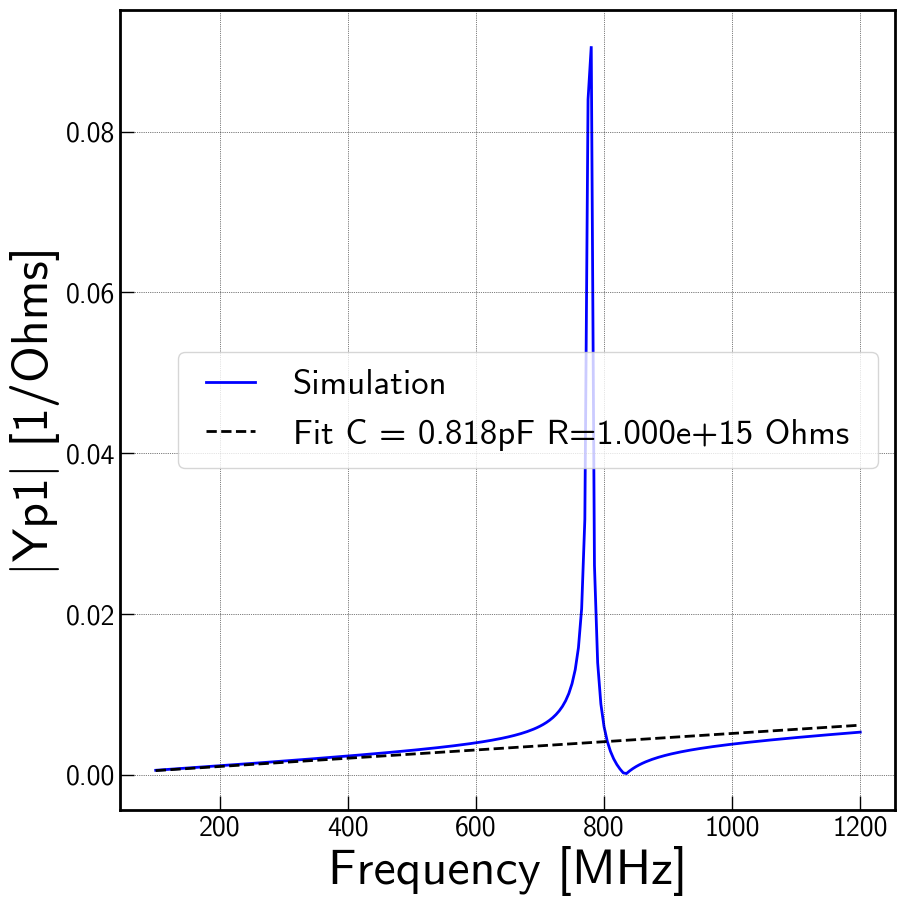 |Yp1| [1/Ohms]
0.08
0.06
0.04
0.02
0.00
Simulation
Fit C = 0.818pF R=1.000e+15 Ohms
200 400 600 800 1000 1200
Frequency [MHz]